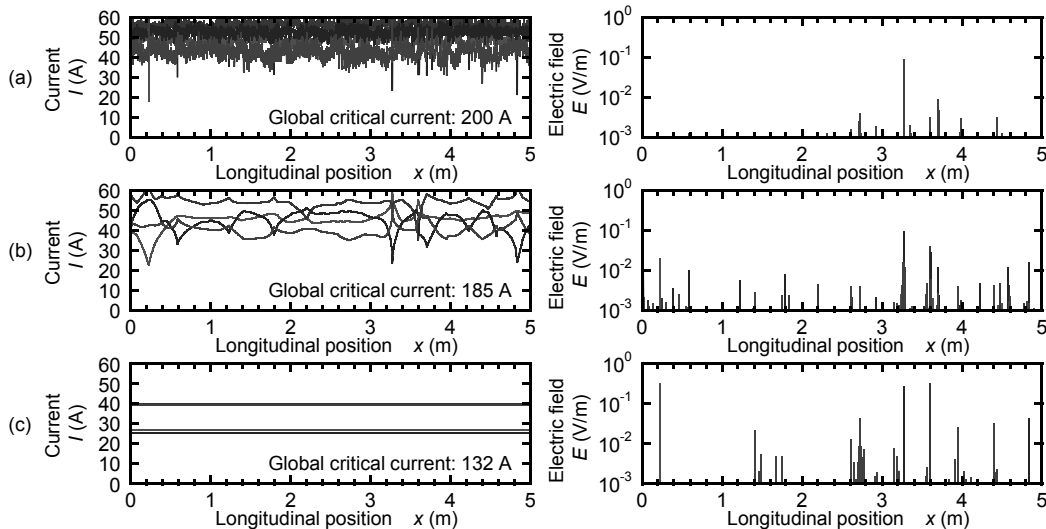 60
50
40
30
20
10
0
Current
I (A)
(a)
Global critical current: 200 A
0 1 2 3 4 5
Longitudinal position x (m)
10^0
10^-1
10^-2
10^-3
Electric field
E (V/m)
0 1 2 3 4 5
Longitudinal position x (m)
60
50
40
30
20
10
0
Current
I (A)
(b)
Global critical current: 185 A
0 1 2 3 4 5
Longitudinal position x (m)
10^0
10^-1
10^-2
10^-3
Electric field
E (V/m)
0 1 2 3 4 5
Longitudinal position x (m)
60
50
40
30
20
10
0
Current
I (A)
(c)
Global critical current: 132 A
0 1 2 3 4 5
Longitudinal position x (m)
10^0
10^-1
10^-2
10^-3
Electric field
E (V/m)
0 1 2 3 4 5
Longitudinal position x (m)